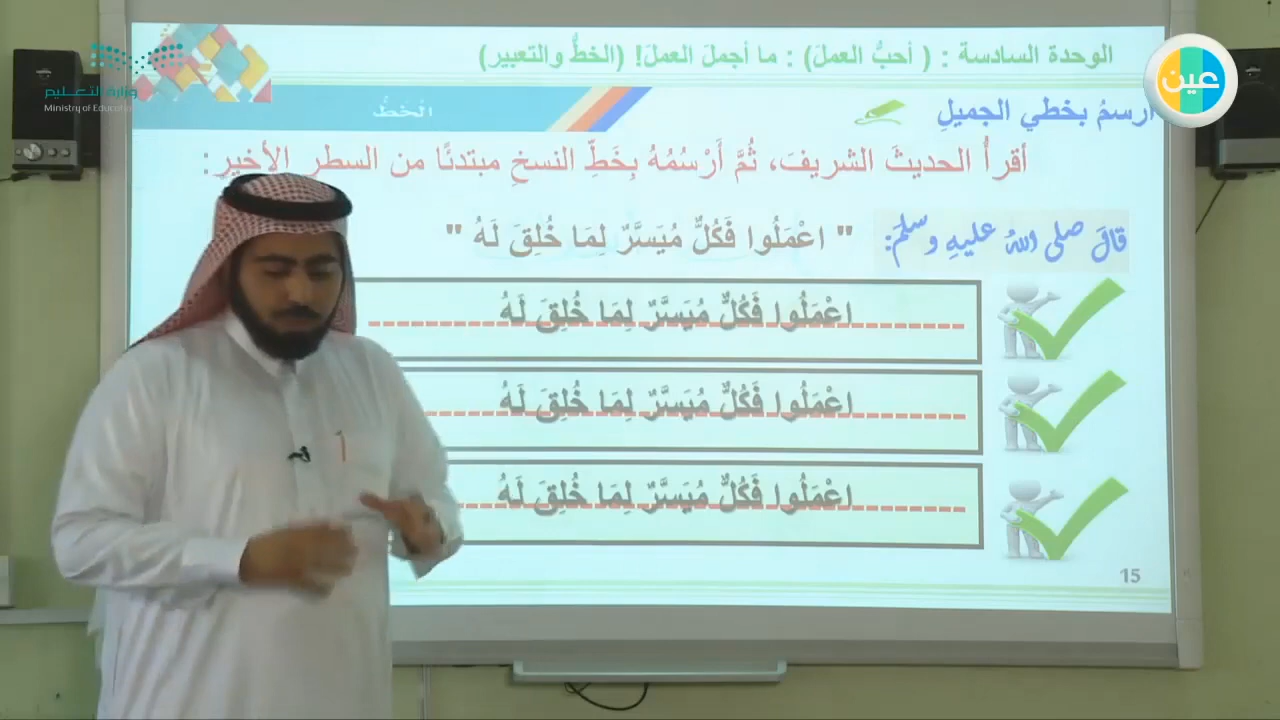 الوحدة السادسة : ( أحبُّ العملَ) : ما أجملَ العملَ! (الخطُّ والتعبير)
عين
وزارة التعليم
Ministry of Education
الخطُّ
أرسمُ بخطي الجميلِ
أقرأُ الحديثَ الشريفَ، ثُمَّ أَرْسُمُهُ بِخَطِّ النسخِ مبتدئًا من السطرِ الأخيرِ:
قالَ صلى اللهُ عليهِ وسلمَ: " اعْمَلُوا فَكُلٌّ مُيَسَّرٌ لِمَا خُلِقَ لَهُ "
اعْمَلُوا فَكُلٌّ مُيَسَّرٌ لِمَا خُلِقَ لَهُ
اعْمَلُوا فَكُلٌّ مُيَسَّرٌ لِمَا خُلِقَ لَهُ
اعْمَلُوا فَكُلٌّ مُيَسَّرٌ لِمَا خُلِقَ لَهُ
15